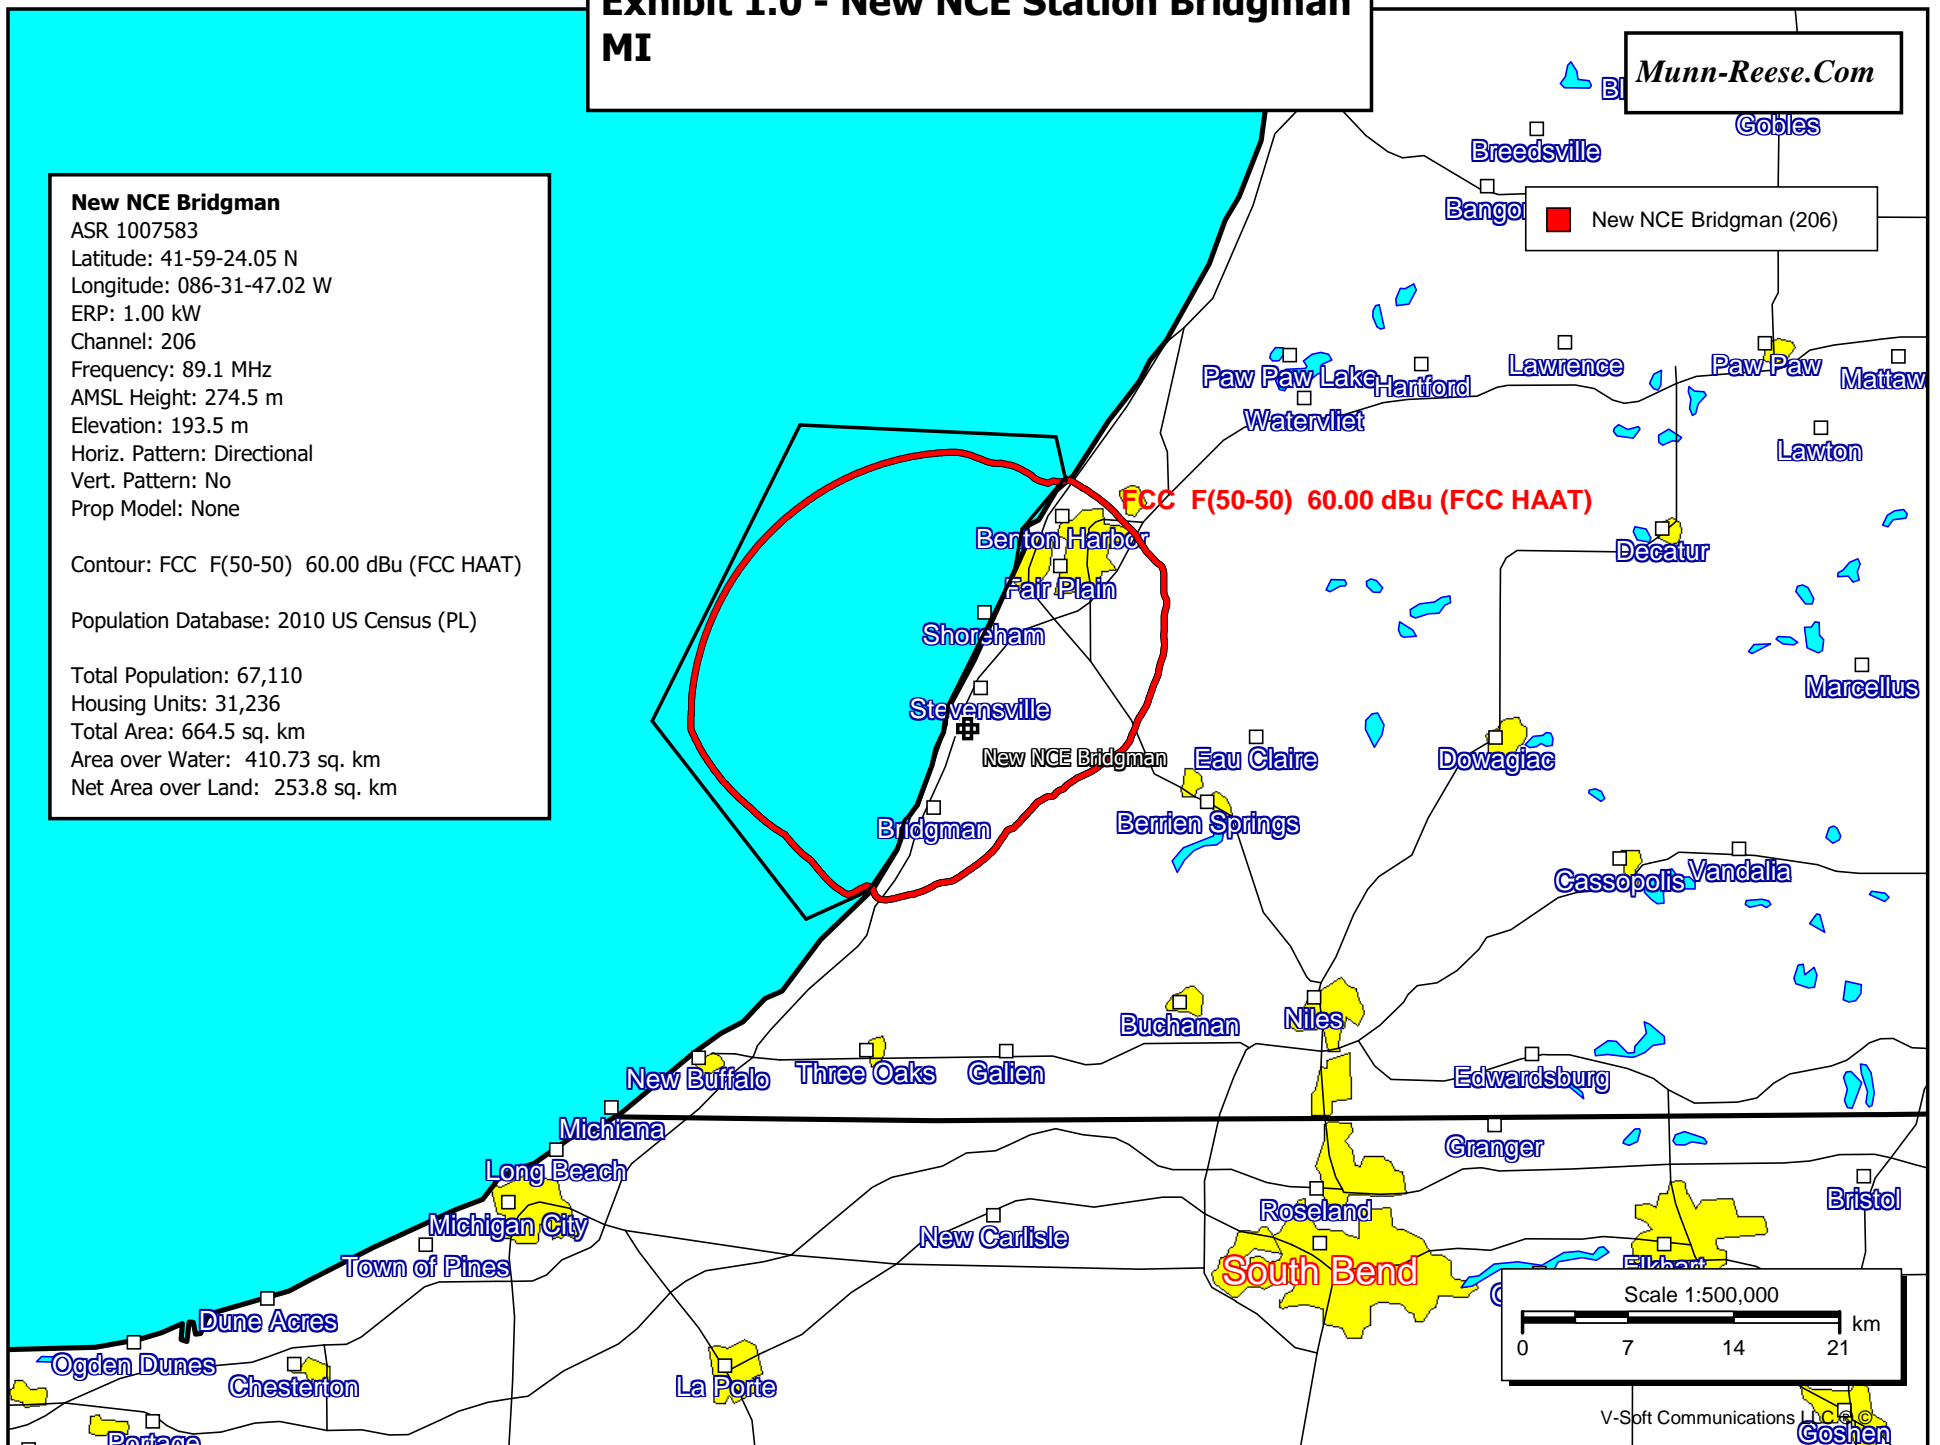 Exhibit 1.0 - New NCE Station Bridgman
MI
Munn-Reese.Com
Gobles
Breedsville
New NCE Bridgman (206)
New NCE Bridgman
ASR 1007583
Latitude: 41-59-24.05 N
Longitude: 086-31-47.02 W
ERP: 1.00 kW
Channel: 206
Frequency: 89.1 MHz
AMSL Height: 274.5 m
Elevation: 193.5 m
Horiz. Pattern: Directional
Vert. Pattern: No
Prop Model: None
Contour: FCC F(50-50) 60.00 dBu (FCC HAAT)
Population Database: 2010 US Census (PL)
Total Population: 67,110
Housing Units: 31,236
Total Area: 664.5 sq. km
Area over Water: 410.73 sq. km
Net Area over Land: 253.8 sq. km
Paw Paw Lake
Hartford
Lawrence
Paw Paw
Mattaw
Watervliet
Lawton
FCC F(50-50) 60.00 dBu (FCC HAAT)
Benton Harbor
Decatur
Fair Plain
Shoreham
Marcellus
Stevensville
New NCE Bridgman
Eau Claire
Dowagiac
Bridgman
Berrien Springs
Cassopolis
Vandalia
Buchanan
Niles
New Buffalo
Three Oaks
Galien
Edwardsburg
Michiana
Granger
Long Beach
Bristol
Michigan City
Roseland
New Carlisle
Town of Pines
South Bend
Elkhart
Scale 1:500,000
km
0 7 14 21
Dune Acres
Ogden Dunes
Chesterton
La Porte
V-Soft Communications LLC ® ©
Goshen
Portage